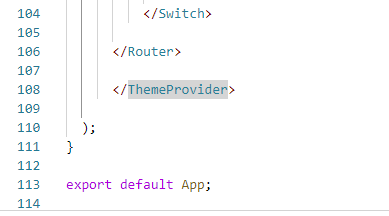 104 </Switch>
105
106 </Router>
107
108 </ThemeProvider>
109
110 );
111 }
112
113 export default App;
114